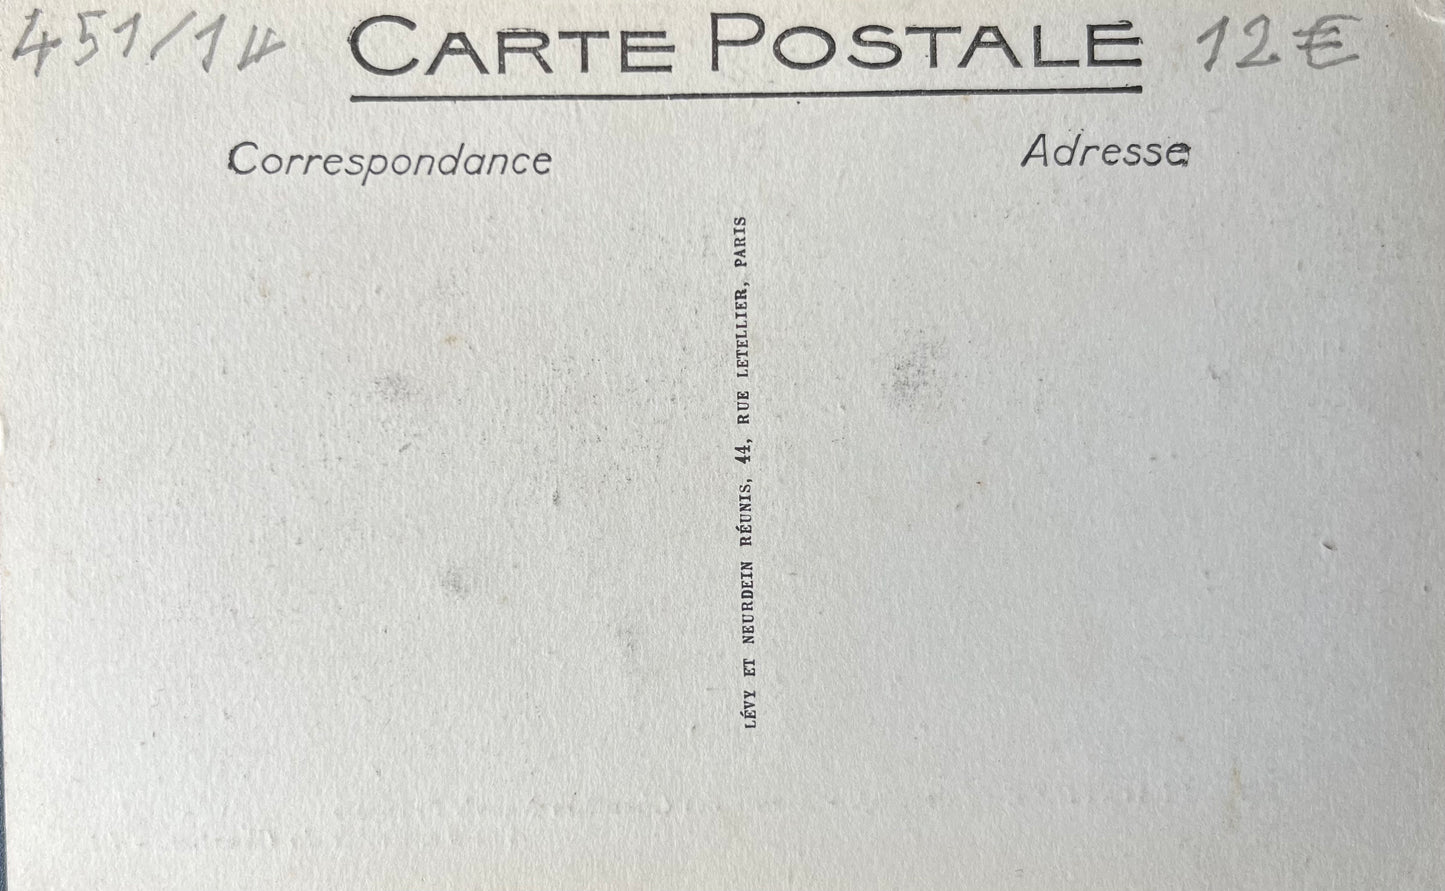 451/14 CARTE POSTALE 12€
Correspondance
Adresse
LÉVY ET NEURDEIN RÉUNIS, 44, RUE LETELLIER, PARIS